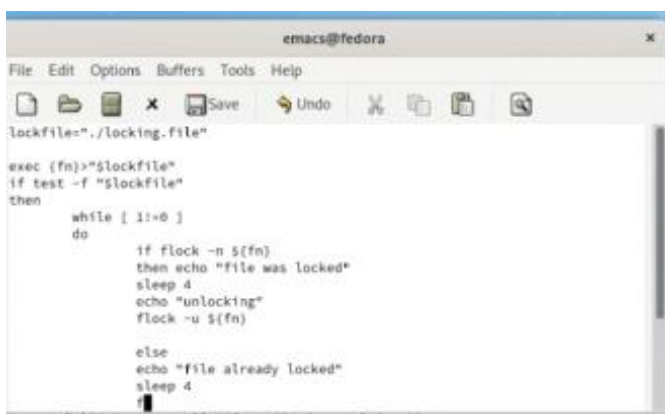 emacs@fedora
File Edit Options Buffers Tools Help
Save Undo
lockfile="./locking.file"
exec {fn}>"$lockfile"
if test -f "$lockfile"
then
while [ 1!=0 ]
do
if flock -n ${fn}
then echo "file was locked"
sleep 4
echo "unlocking"
flock -u ${fn}
else
echo "file already locked"
sleep 4
f